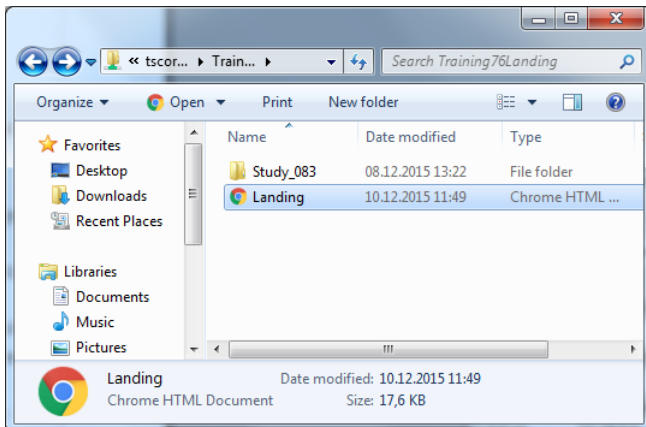 « tscor... Train...
Search Training76Landing
Organize Open Print New folder
Name Date modified Type
Favorites
Desktop
Downloads
Recent Places
Libraries
Documents
Music
Pictures
Study_083 08.12.2015 13:22 File folder
Landing 10.12.2015 11:49 Chrome HTML ...
Landing Date modified: 10.12.2015 11:49
Chrome HTML Document Size: 17,6 KB